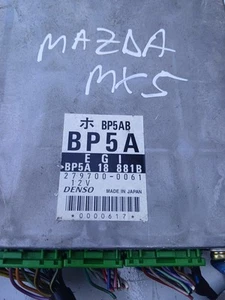 MAZDA
MX5
ホ BP5AB
BP5A
EGI
BP5A 18 881B
279700-0061
12V
DENSO MADE IN JAPAN
*0000617*